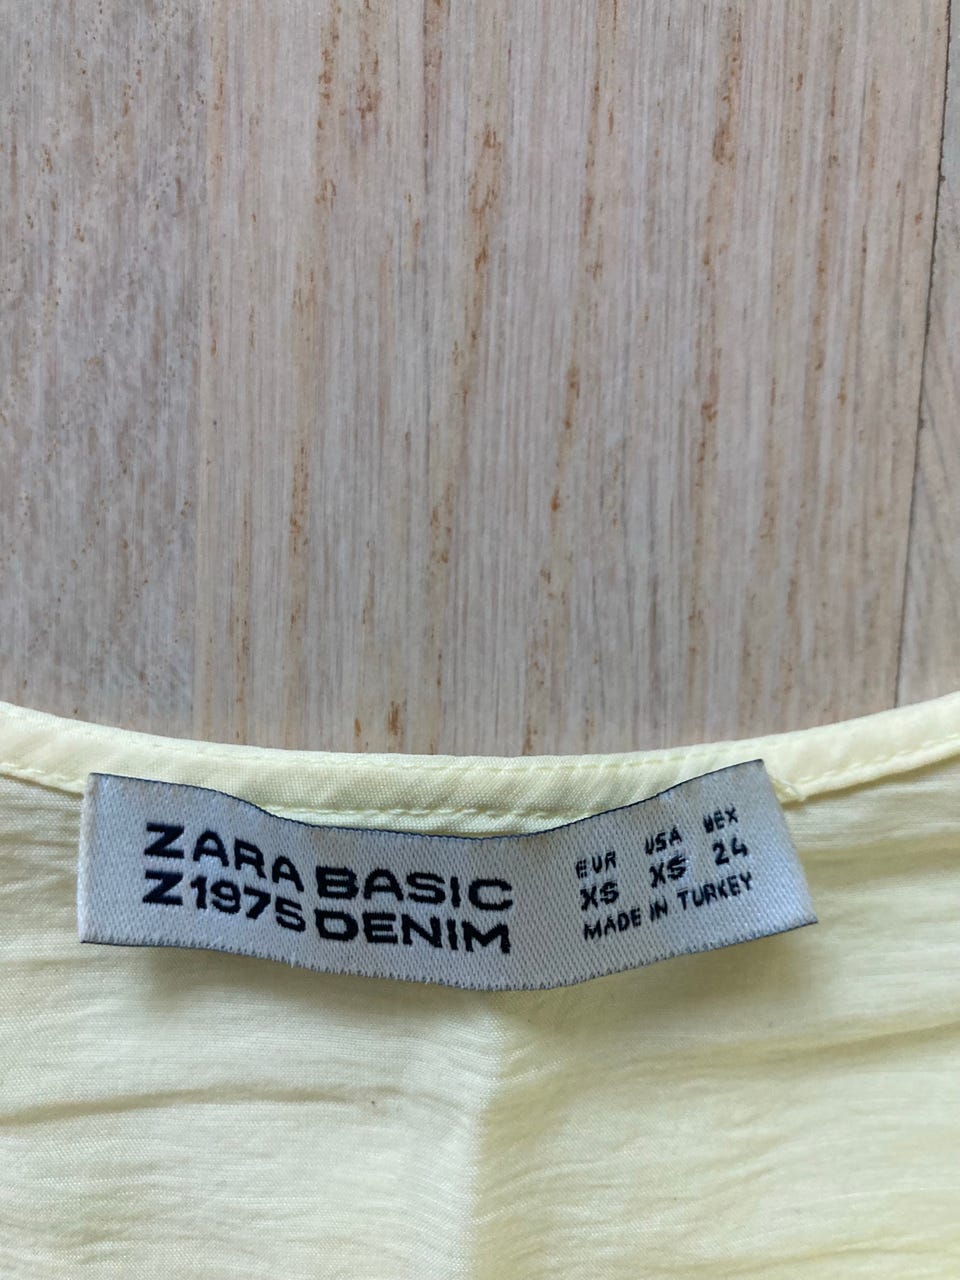 ZARA BASIC
Z1975 DENIM
EUR USA MEX
XS XS 24
MADE IN TURKEY